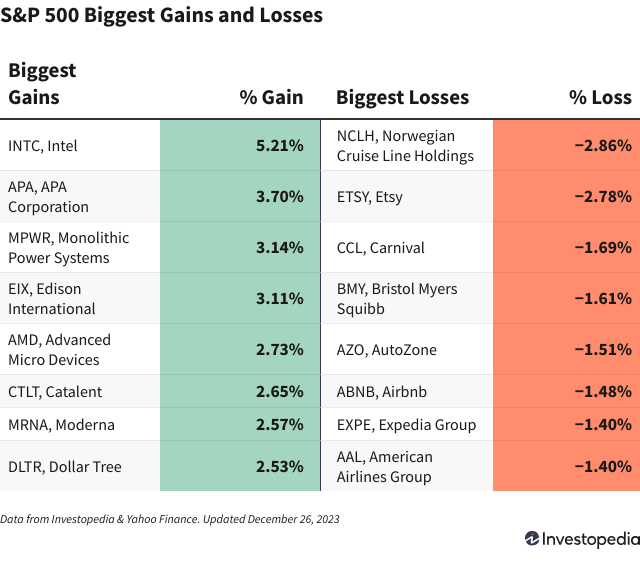 S&P 500 Biggest Gains and Losses
Biggest
Gains
% Gain
Biggest Losses
% Loss
INTC, Intel
5.21%
NCLH, Norwegian
Cruise Line Holdings
−2.86%
APA, APA
Corporation
3.70%
ETSY, Etsy
−2.78%
MPWR, Monolithic
Power Systems
3.14%
CCL, Carnival
−1.69%
EIX, Edison
International
3.11%
BMY, Bristol Myers
Squibb
−1.61%
AMD, Advanced
Micro Devices
2.73%
AZO, AutoZone
−1.51%
CTLT, Catalent
2.65%
ABNB, Airbnb
−1.48%
MRNA, Moderna
2.57%
EXPE, Expedia Group
−1.40%
DLTR, Dollar Tree
2.53%
AAL, American
Airlines Group
−1.40%
Data from Investopedia & Yahoo Finance. Updated December 26, 2023
Investopedia